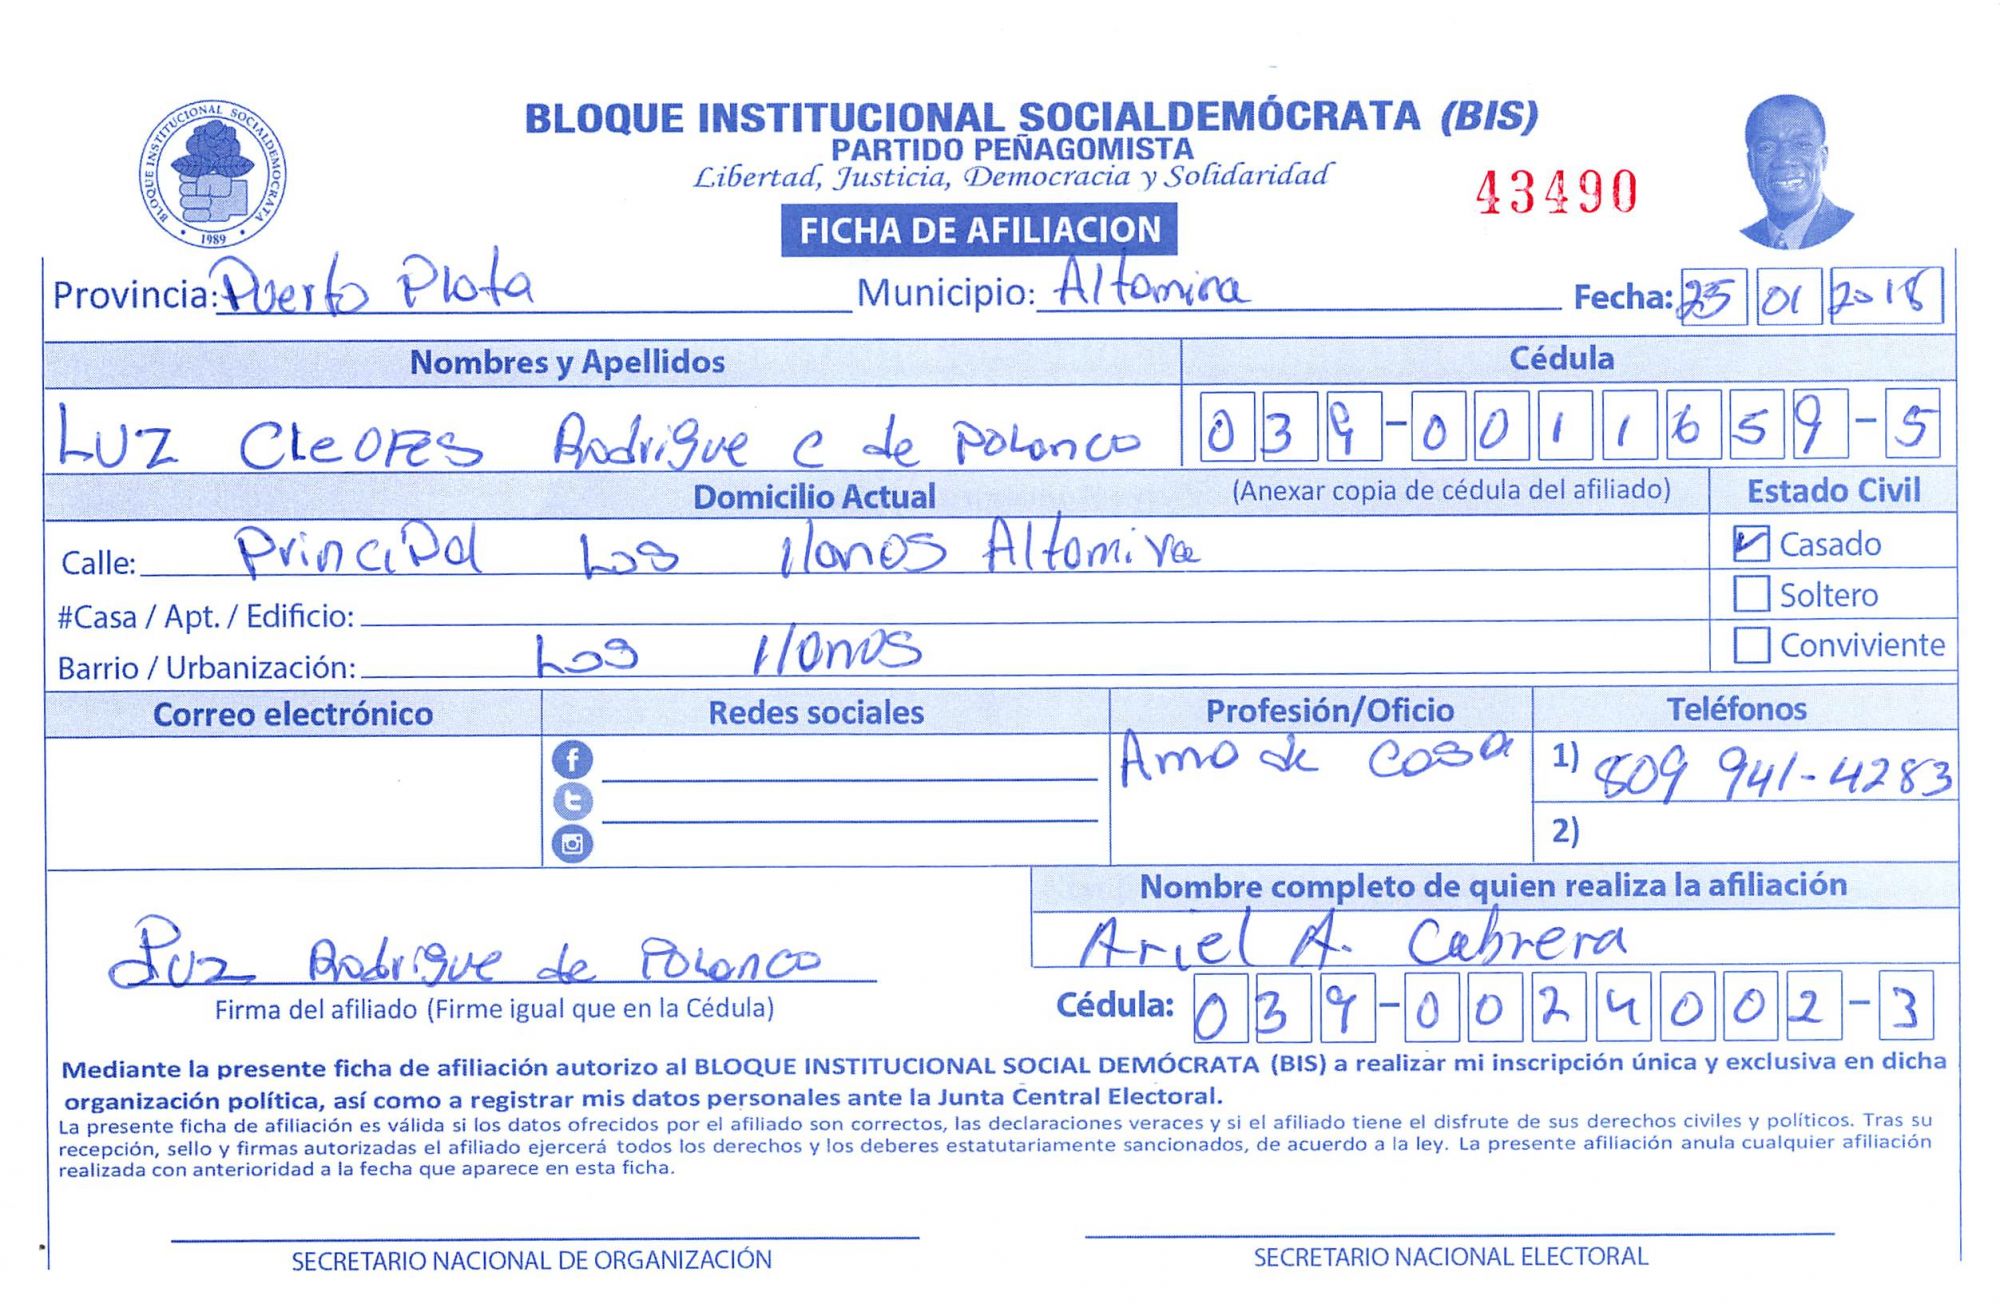 BLOQUE INSTITUCIONAL SOCIALDEMÓCRATA (BIS)
PARTIDO PEÑAGOMISTA
Libertad, Justicia, Democracia y Solidaridad
43490
BLOQUE INSTITUCIONAL SOCIALDEMOCRATA
• 1989 •
FICHA DE AFILIACION
Provincia: Puerto Plata Municipio: Altamira Fecha: 25 01 2018
Nombres y Apellidos Cédula
LUZ CleOFES Rodrigue C de Polanco 039-0011659-5
Domicilio Actual (Anexar copia de cédula del afiliado) Estado Civil
Calle: Principal Los llanos Altamira Casado
#Casa / Apt. / Edificio: Soltero
Barrio / Urbanización: Los llanos Conviviente
Correo electrónico Redes sociales Profesión/Oficio Teléfonos
Ama de casa 1) 809 941-4283
2)
Nombre completo de quien realiza la afiliación
Ariel A. Cabrera
Luz Rodrigue de Polanco
Firma del afiliado (Firme igual que en la Cédula) Cédula: 039-0024002-3
Mediante la presente ficha de afiliación autorizo al BLOQUE INSTITUCIONAL SOCIAL DEMÓCRATA (BIS) a realizar mi inscripción única y exclusiva en dicha
organización política, así como a registrar mis datos personales ante la Junta Central Electoral.
La presente ficha de afiliación es válida si los datos ofrecidos por el afiliado son correctos, las declaraciones veraces y si el afiliado tiene el disfrute de sus derechos civiles y políticos. Tras su
recepción, sello y firmas autorizadas el afiliado ejercerá todos los derechos y los deberes estatutariamente sancionados, de acuerdo a la ley. La presente afiliación anula cualquier afiliación
realizada con anterioridad a la fecha que aparece en esta ficha.
SECRETARIO NACIONAL DE ORGANIZACIÓN SECRETARIO NACIONAL ELECTORAL